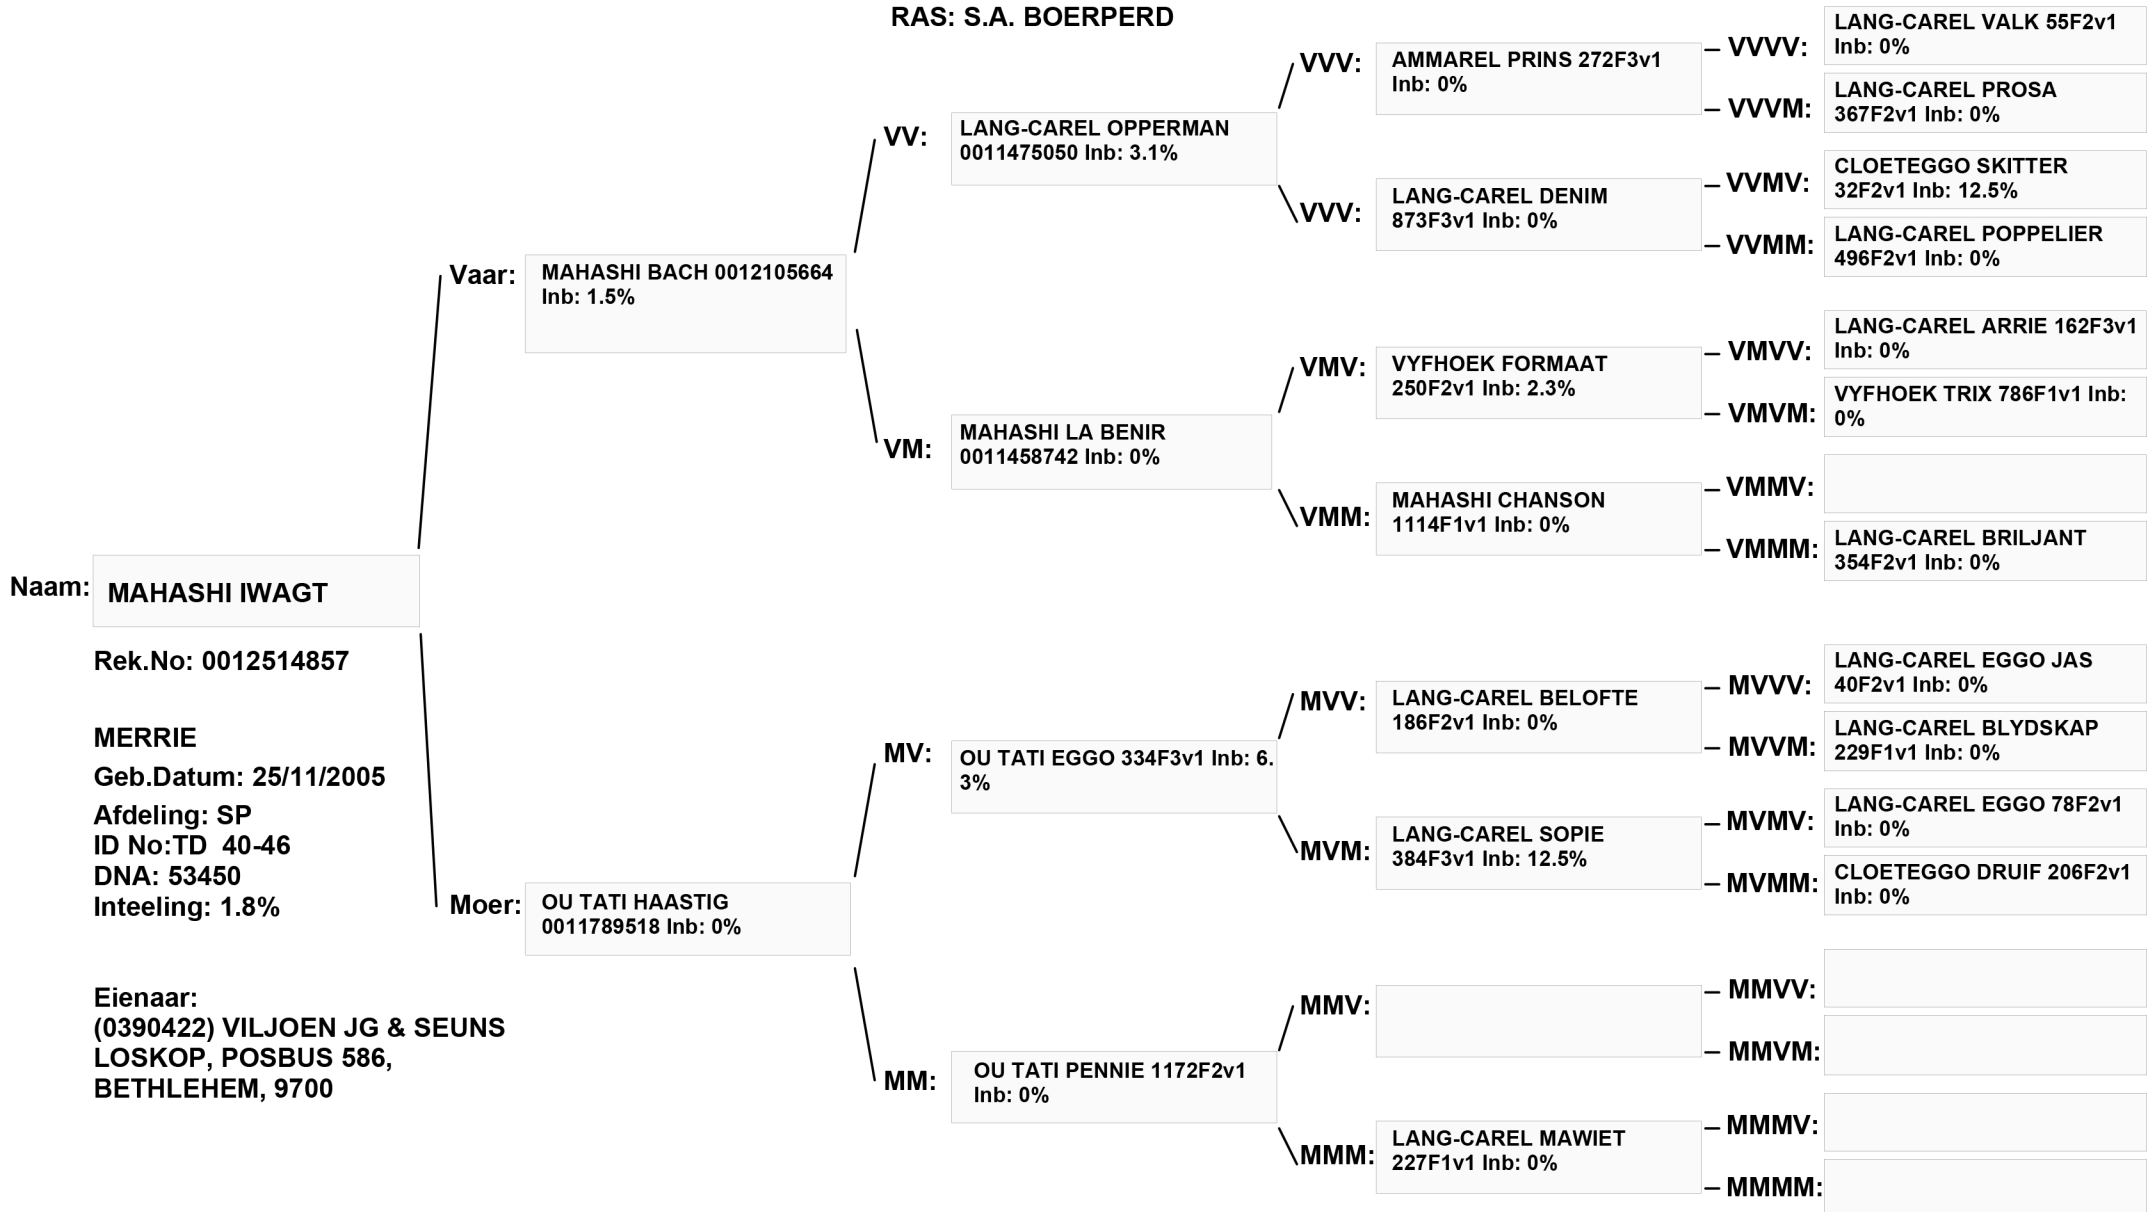 RAS: S.A. BOERPERD
Naam:
MAHASHI IWAGT
Rek.No: 0012514857
MERRIE
Geb.Datum: 25/11/2005
Afdeling: SP
ID No:TD  40-46
DNA: 53450
Inteeling: 1.8%
Eienaar:
(0390422) VILJOEN JG & SEUNS
LOSKOP, POSBUS 586,
BETHLEHEM, 9700
Vaar:
MAHASHI BACH 0012105664
Inb: 1.5%
Moer:
OU TATI HAASTIG
0011789518 Inb: 0%
VV:
LANG-CAREL OPPERMAN
0011475050 Inb: 3.1%
VM:
MAHASHI LA BENIR
0011458742 Inb: 0%
MV:
OU TATI EGGO 334F3v1 Inb: 6.
3%
MM:
OU TATI PENNIE 1172F2v1
Inb: 0%
VVV:
AMMAREL PRINS 272F3v1
Inb: 0%
VVV:
LANG-CAREL DENIM
873F3v1 Inb: 0%
VMV:
VYFHOEK FORMAAT
250F2v1 Inb: 2.3%
VMM:
MAHASHI CHANSON
1114F1v1 Inb: 0%
MVV:
LANG-CAREL BELOFTE
186F2v1 Inb: 0%
MVM:
LANG-CAREL SOPIE
384F3v1 Inb: 12.5%
MMV:
MMM:
LANG-CAREL MAWIET
227F1v1 Inb: 0%
VVVV:
LANG-CAREL VALK 55F2v1
Inb: 0%
VVVM:
LANG-CAREL PROSA
367F2v1 Inb: 0%
VVMV:
CLOETEGGO SKITTER
32F2v1 Inb: 12.5%
VVMM:
LANG-CAREL POPPELIER
496F2v1 Inb: 0%
VMVV:
LANG-CAREL ARRIE 162F3v1
Inb: 0%
VMVM:
VYFHOEK TRIX 786F1v1 Inb:
0%
VMMV:
VMMM:
LANG-CAREL BRILJANT
354F2v1 Inb: 0%
MVVV:
LANG-CAREL EGGO JAS
40F2v1 Inb: 0%
MVVM:
LANG-CAREL BLYDSKAP
229F1v1 Inb: 0%
MVMV:
LANG-CAREL EGGO 78F2v1
Inb: 0%
MVMM:
CLOETEGGO DRUIF 206F2v1
Inb: 0%
MMVV:
MMVM:
MMMV:
MMMM: